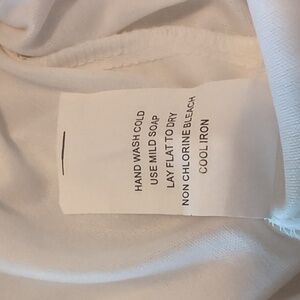 HAND WASH COLD
USE MILD SOAP
LAY FLAT TO DRY
NON CHLORINE BLEACH
COOL IRON